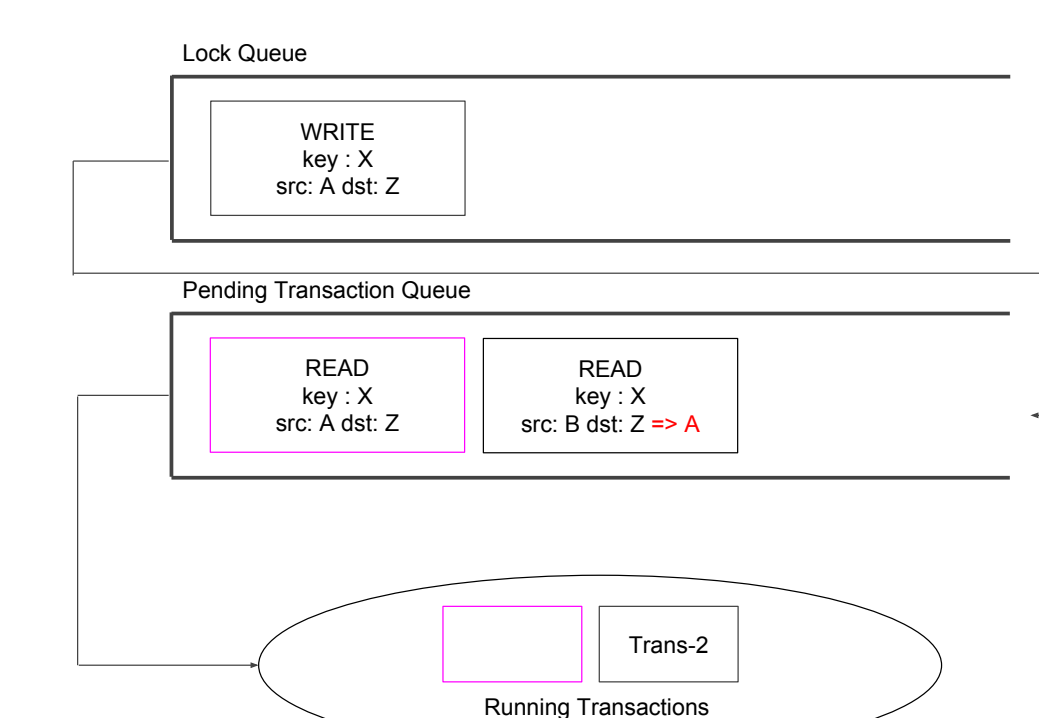 Lock Queue
WRITE
key : X
src: A dst: Z
Pending Transaction Queue
READ
key : X
src: A dst: Z
READ
key : X
src: B dst: Z => A
Trans-2
Running Transactions